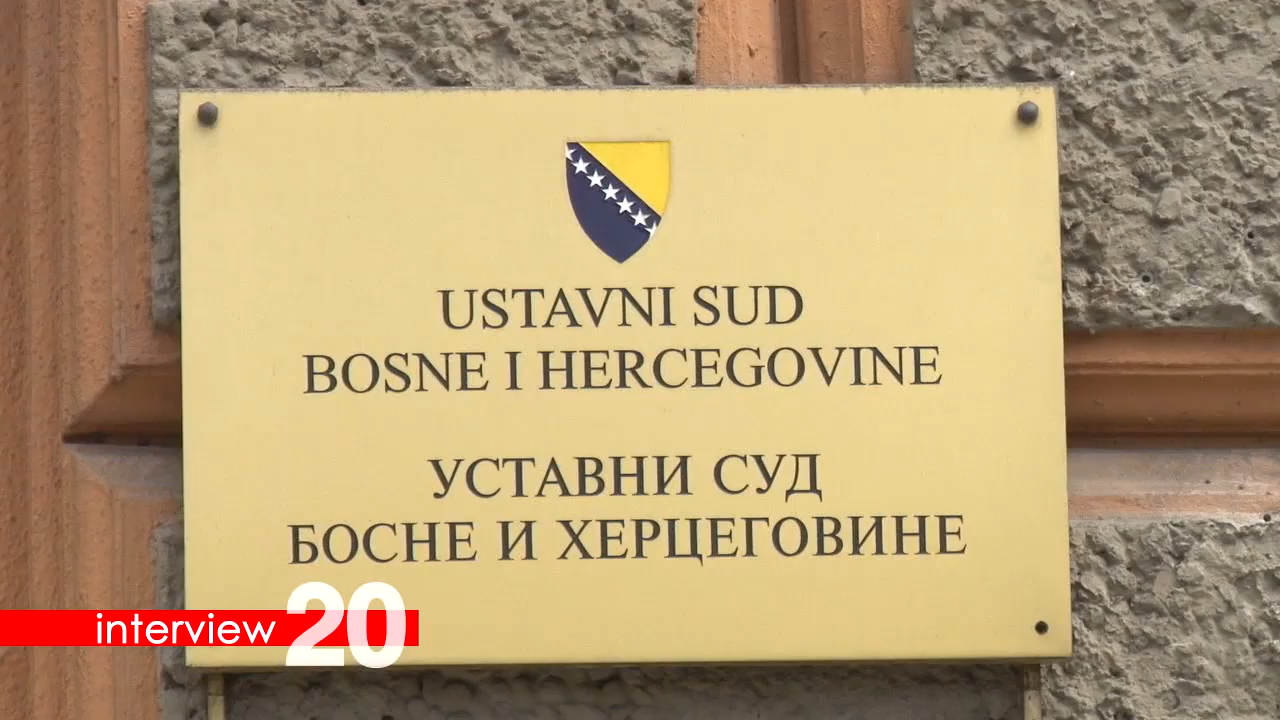 USTAVNI SUD
BOSNE I HERCEGOVINE
УСТАВНИ СУД
БОСНЕ И ХЕРЦЕГОВИНЕ
interview 20